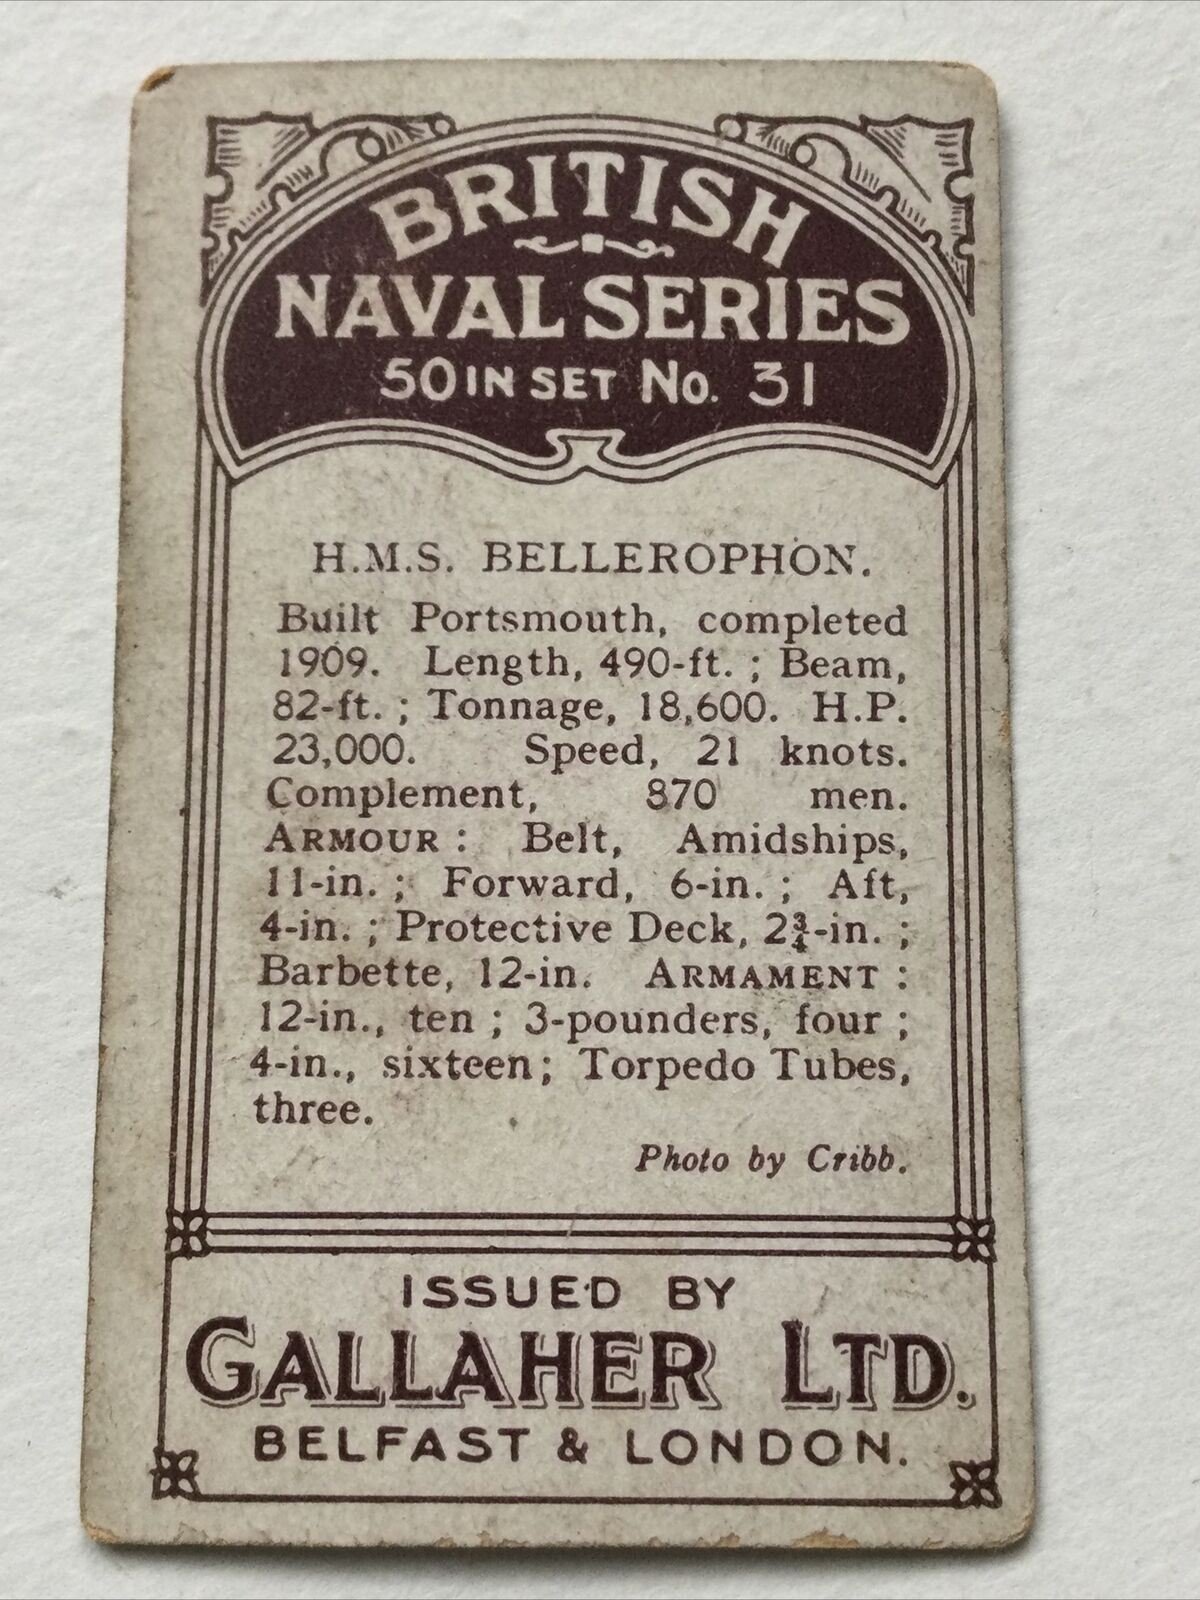 BRITISH
NAVAL SERIES
50 IN SET No. 31
H.M.S. BELLEROPHON.
Built Portsmouth, completed
1909. Length, 490-ft. ; Beam,
82-ft. ; Tonnage, 18,600. H.P.
23,000. Speed, 21 knots.
Complement, 870 men.
ARMOUR : Belt, Amidships,
11-in. ; Forward, 6-in. ; Aft,
4-in. ; Protective Deck, 2¾-in. ;
Barbette, 12-in. ARMAMENT :
12-in., ten ; 3-pounders, four ;
4-in., sixteen; Torpedo Tubes,
three.
Photo by Cribb.
ISSUED BY
GALLAHER LTD.
BELFAST & LONDON.